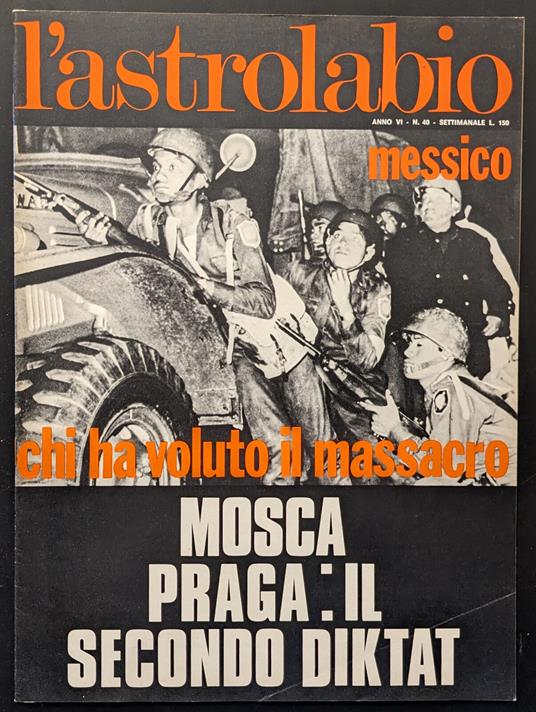 l'astrolabio
ANNO VI - N. 40 - SETTIMANALE L. 150
messico
chi ha voluto il massacro
MOSCA
PRAGA: IL
SECONDO DIKTAT